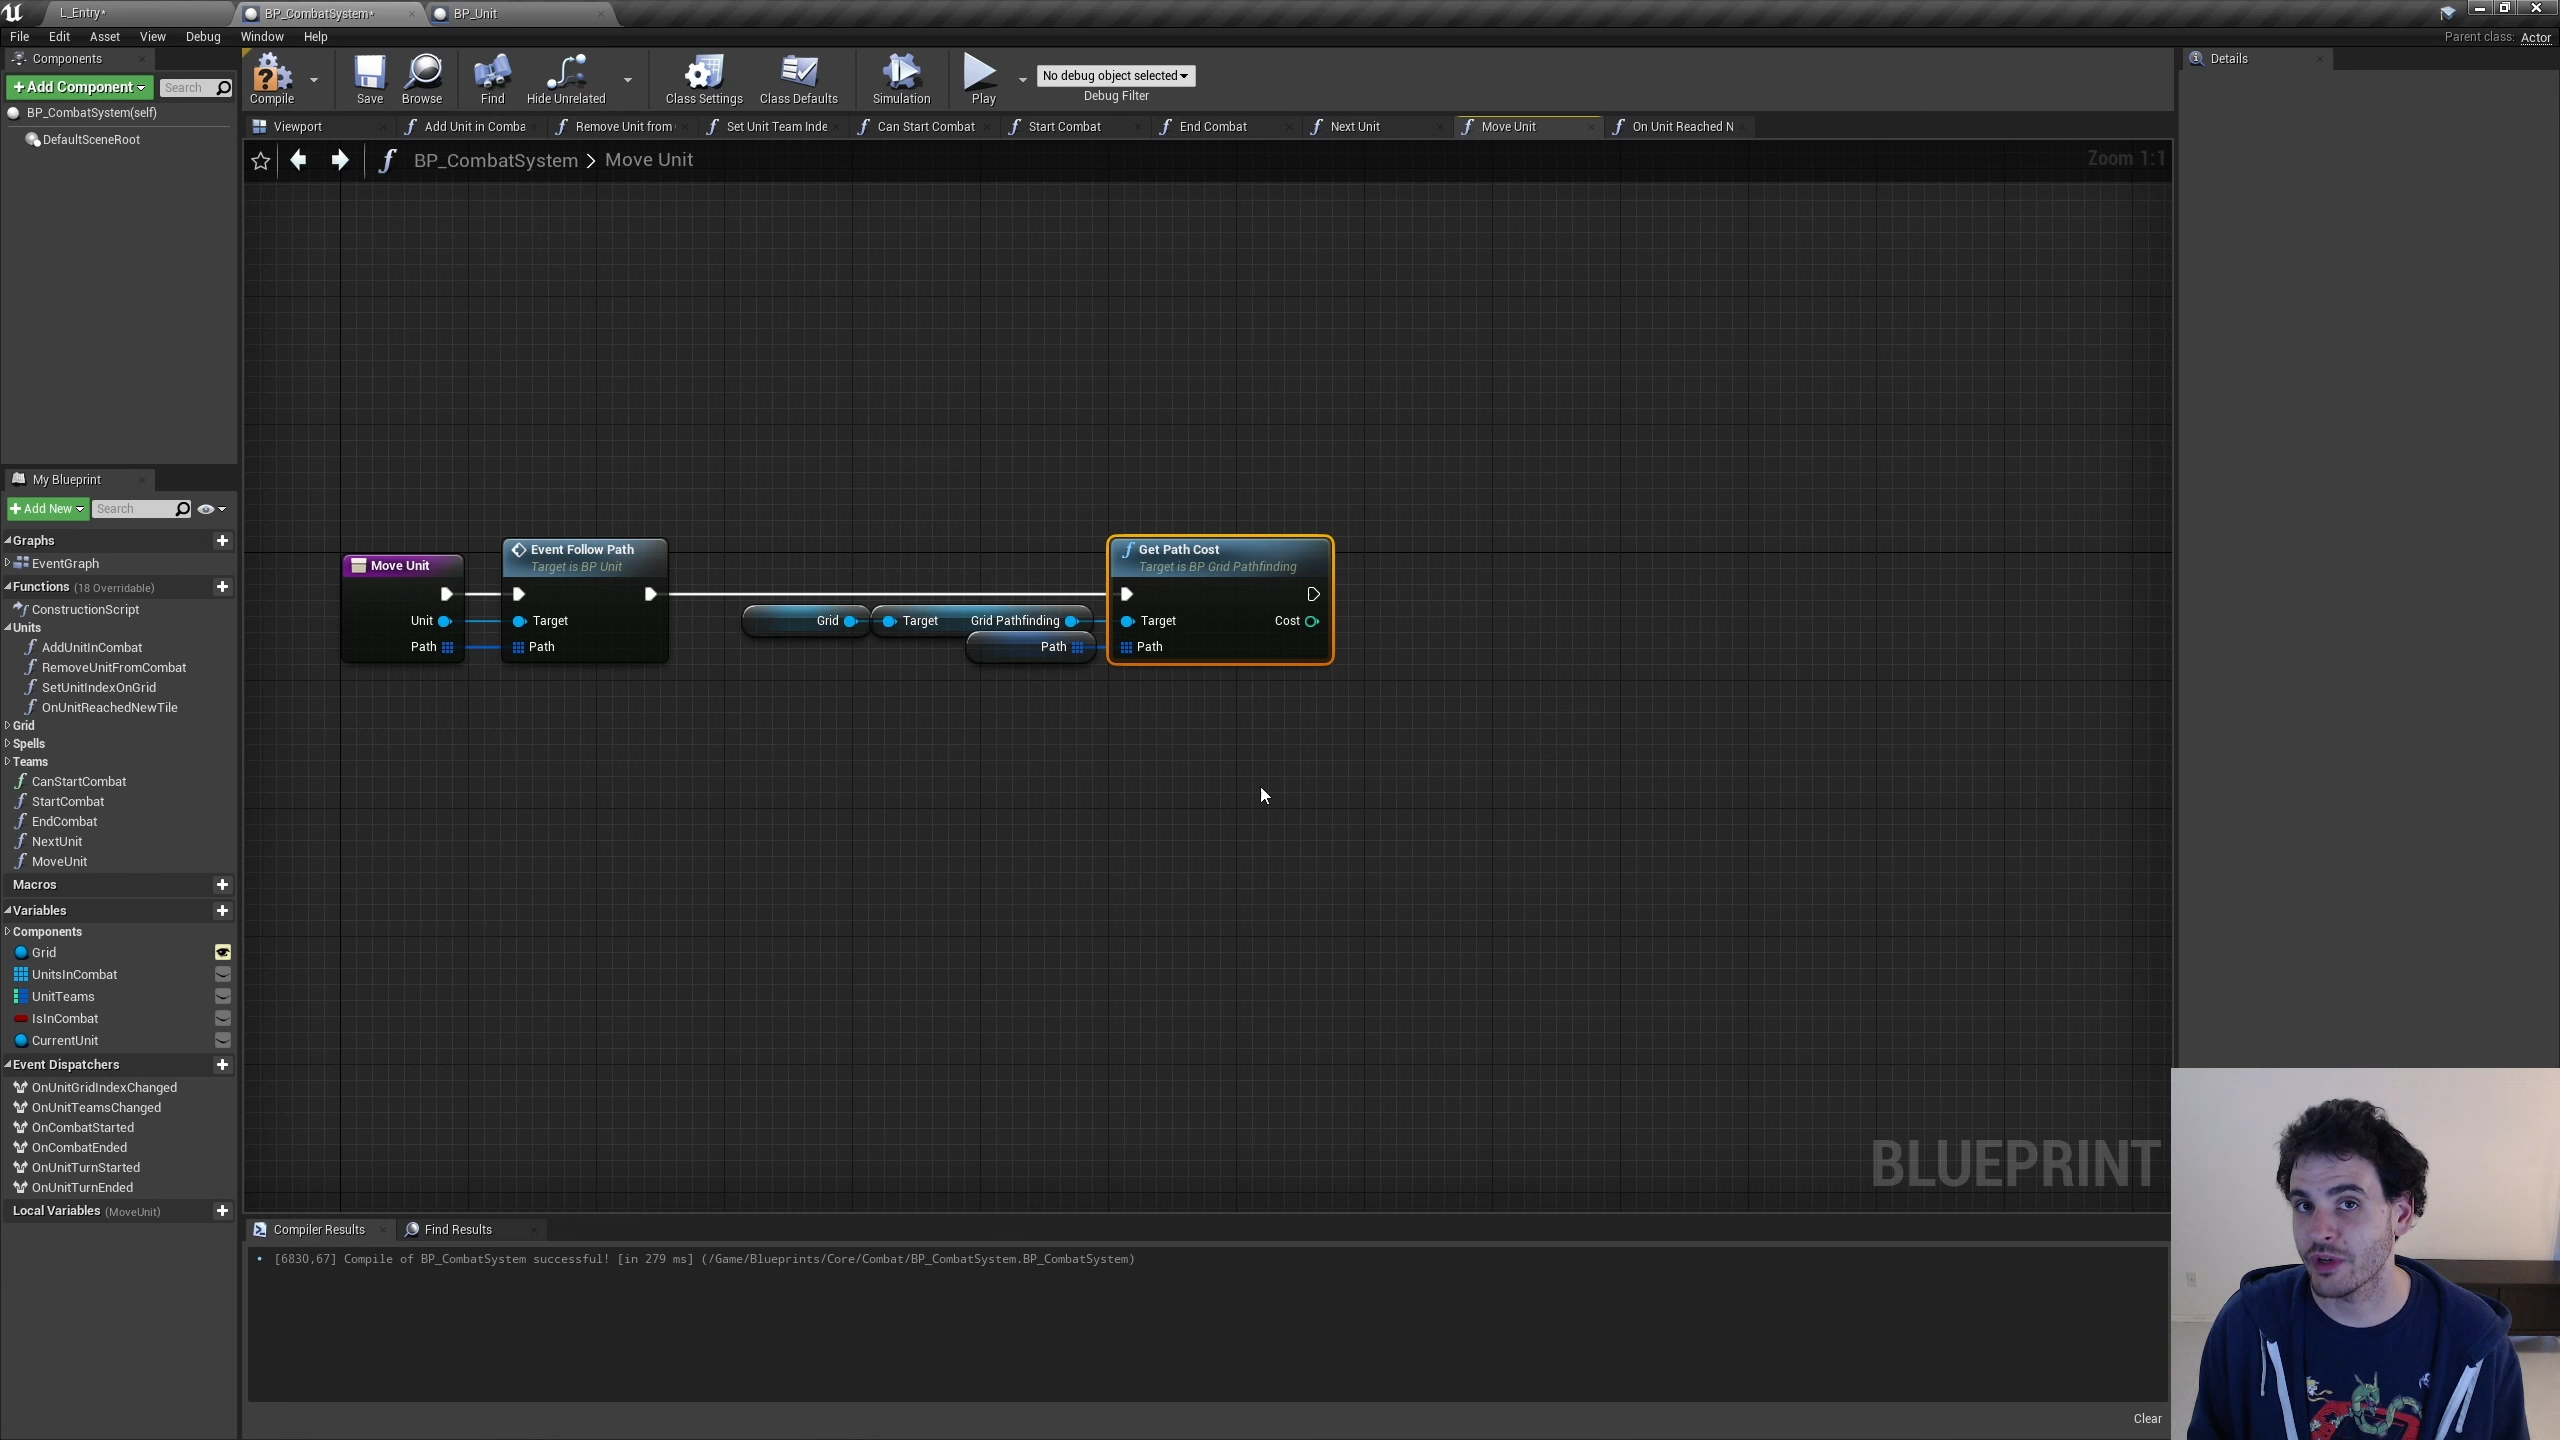 L_Entry*
BP_CombatSystem*
BP_Unit
File Edit Asset View Debug Window Help
Parent class: Actor
Components
+Add Component
Search
BP_CombatSystem(self)
DefaultSceneRoot
Compile
Save
Browse
Find
Hide Unrelated
Class Settings
Class Defaults
Simulation
Play
No debug object selected
Debug Filter
Details
Viewport
Add Unit in Comba
Remove Unit from
Set Unit Team Inde
Can Start Combat
Start Combat
End Combat
Next Unit
Move Unit
On Unit Reached N
BP_CombatSystem > Move Unit
Zoom 1:1
My Blueprint
+Add New
Search
Graphs
EventGraph
Functions (18 Overridable)
ConstructionScript
Units
AddUnitInCombat
RemoveUnitFromCombat
SetUnitIndexOnGrid
OnUnitReachedNewTile
Grid
Spells
Teams
CanStartCombat
StartCombat
EndCombat
NextUnit
MoveUnit
Macros
Variables
Components
Grid
UnitsInCombat
UnitTeams
IsInCombat
CurrentUnit
Event Dispatchers
OnUnitGridIndexChanged
OnUnitTeamsChanged
OnCombatStarted
OnCombatEnded
OnUnitTurnStarted
OnUnitTurnEnded
Local Variables (MoveUnit)
Move Unit
Unit
Path
Event Follow Path
Target is BP Unit
Target
Path
Grid
Target Grid Pathfinding
Path
Get Path Cost
Target is BP Grid Pathfinding
Target Cost
Path
BLUEPRINT
Compiler Results
Find Results
[6830,67] Compile of BP_CombatSystem successful! [in 279 ms] (/Game/Blueprints/Core/Combat/BP_CombatSystem.BP_CombatSystem)
Clear